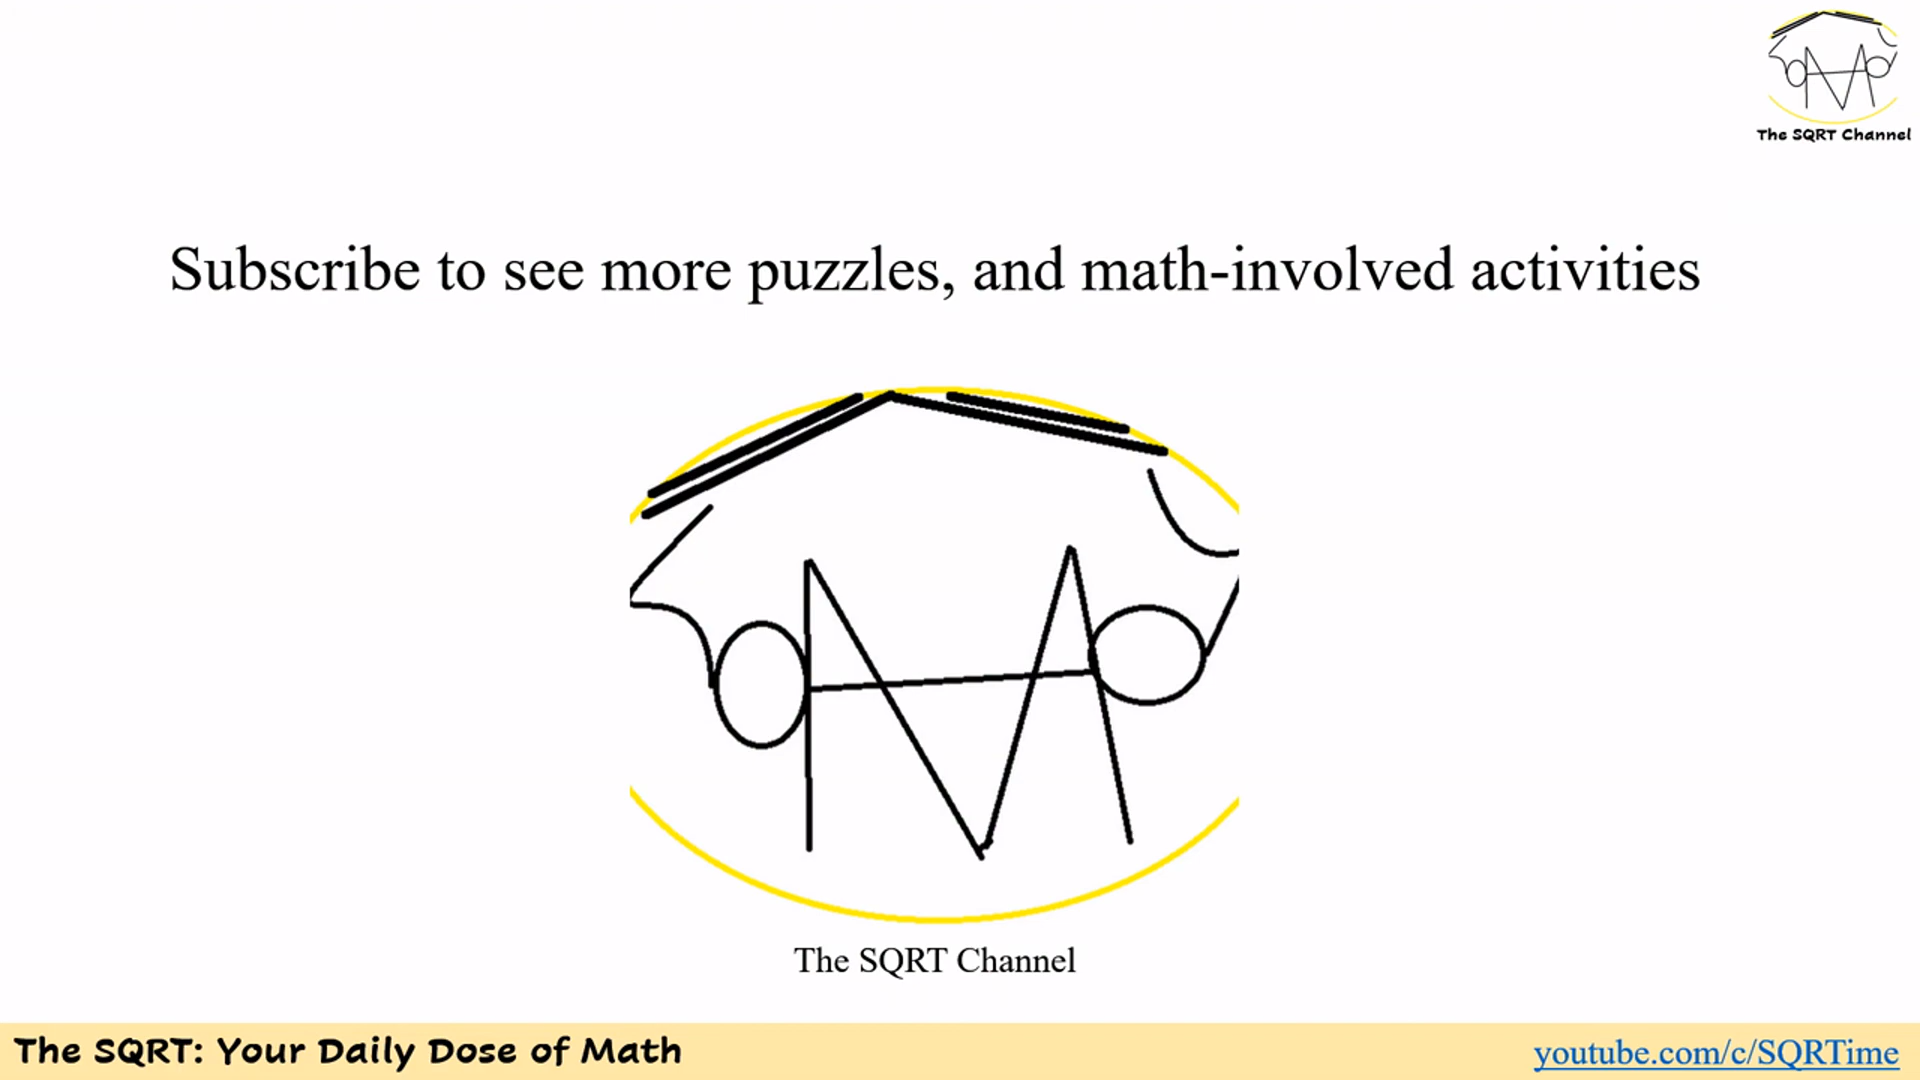 The SQRT Channel
Subscribe to see more puzzles, and math-involved activities
The SQRT Channel
The SQRT: Your Daily Dose of Math
youtube.com/c/SQRTime